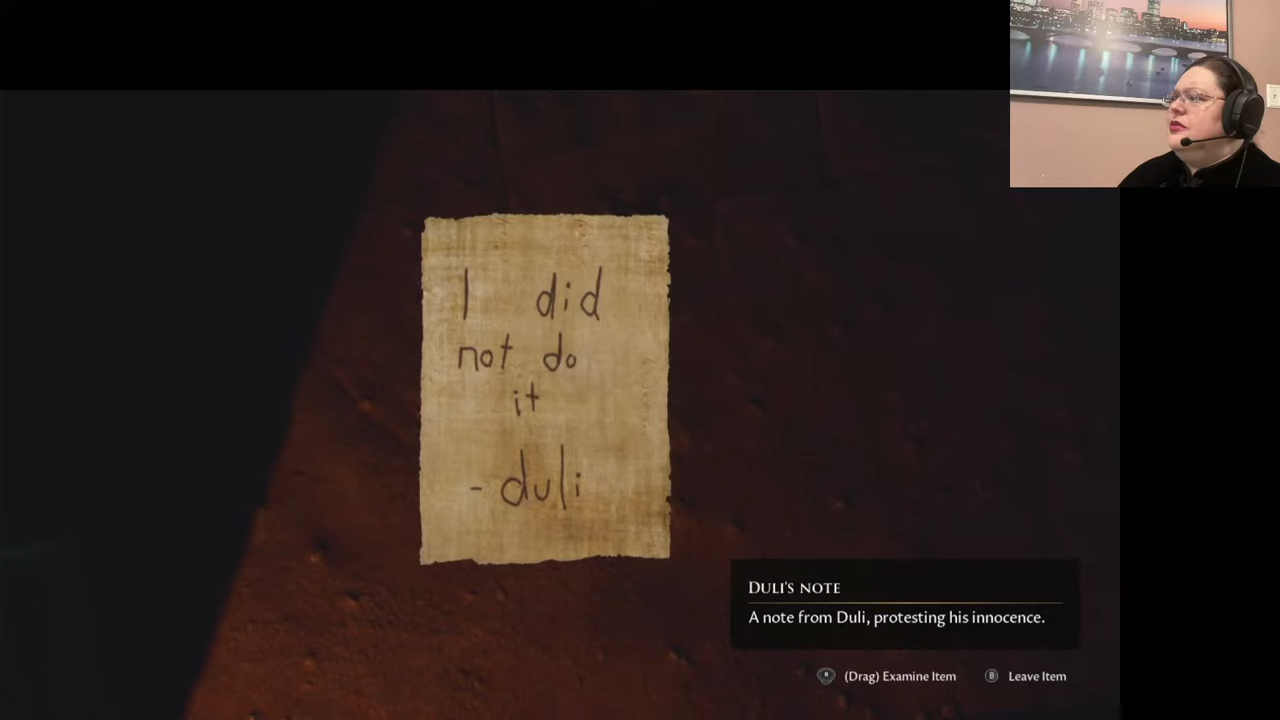 I did
not do
it
- duli
DULI'S NOTE
A note from Duli, protesting his innocence.
R (Drag) Examine Item B Leave Item